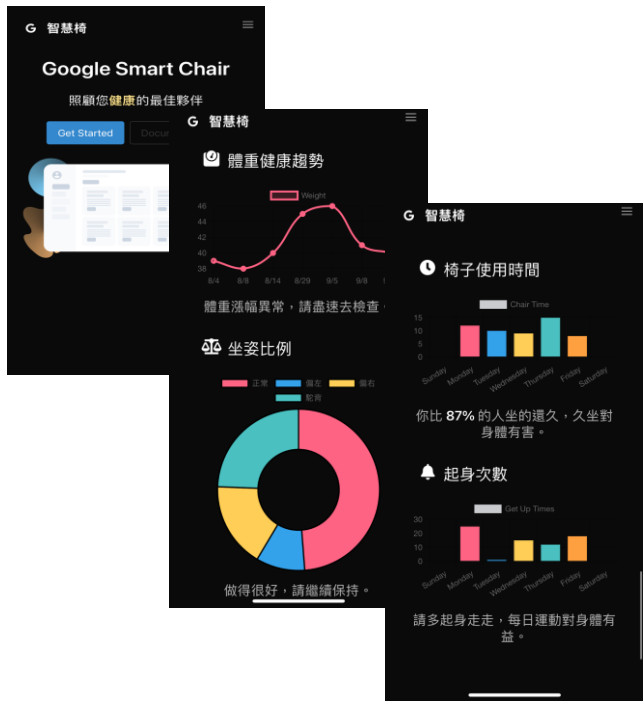 G 智慧椅
Google Smart Chair
照顧您健康的最佳夥伴
Get Started
Docu
G 智慧椅
體重健康趨勢
Weight
46
44
42
40
38
8/4 8/8 8/14 8/29 9/5 9/8 9
體重漲幅異常，請盡速去檢查。
坐姿比例
正常 偏左 偏右
駝背
做得很好，請繼續保持。
G 智慧椅
椅子使用時間
Chair Time
15
10
5
0
Sunday Monday Tuesday Wednesday Thursday Friday Saturday
你比 87% 的人坐的還久，久坐對
身體有害。
起身次數
Get Up Times
30
20
10
0
Sunday Monday Tuesday Wednesday Thursday Friday Saturday
請多起身走走，每日運動對身體有
益。